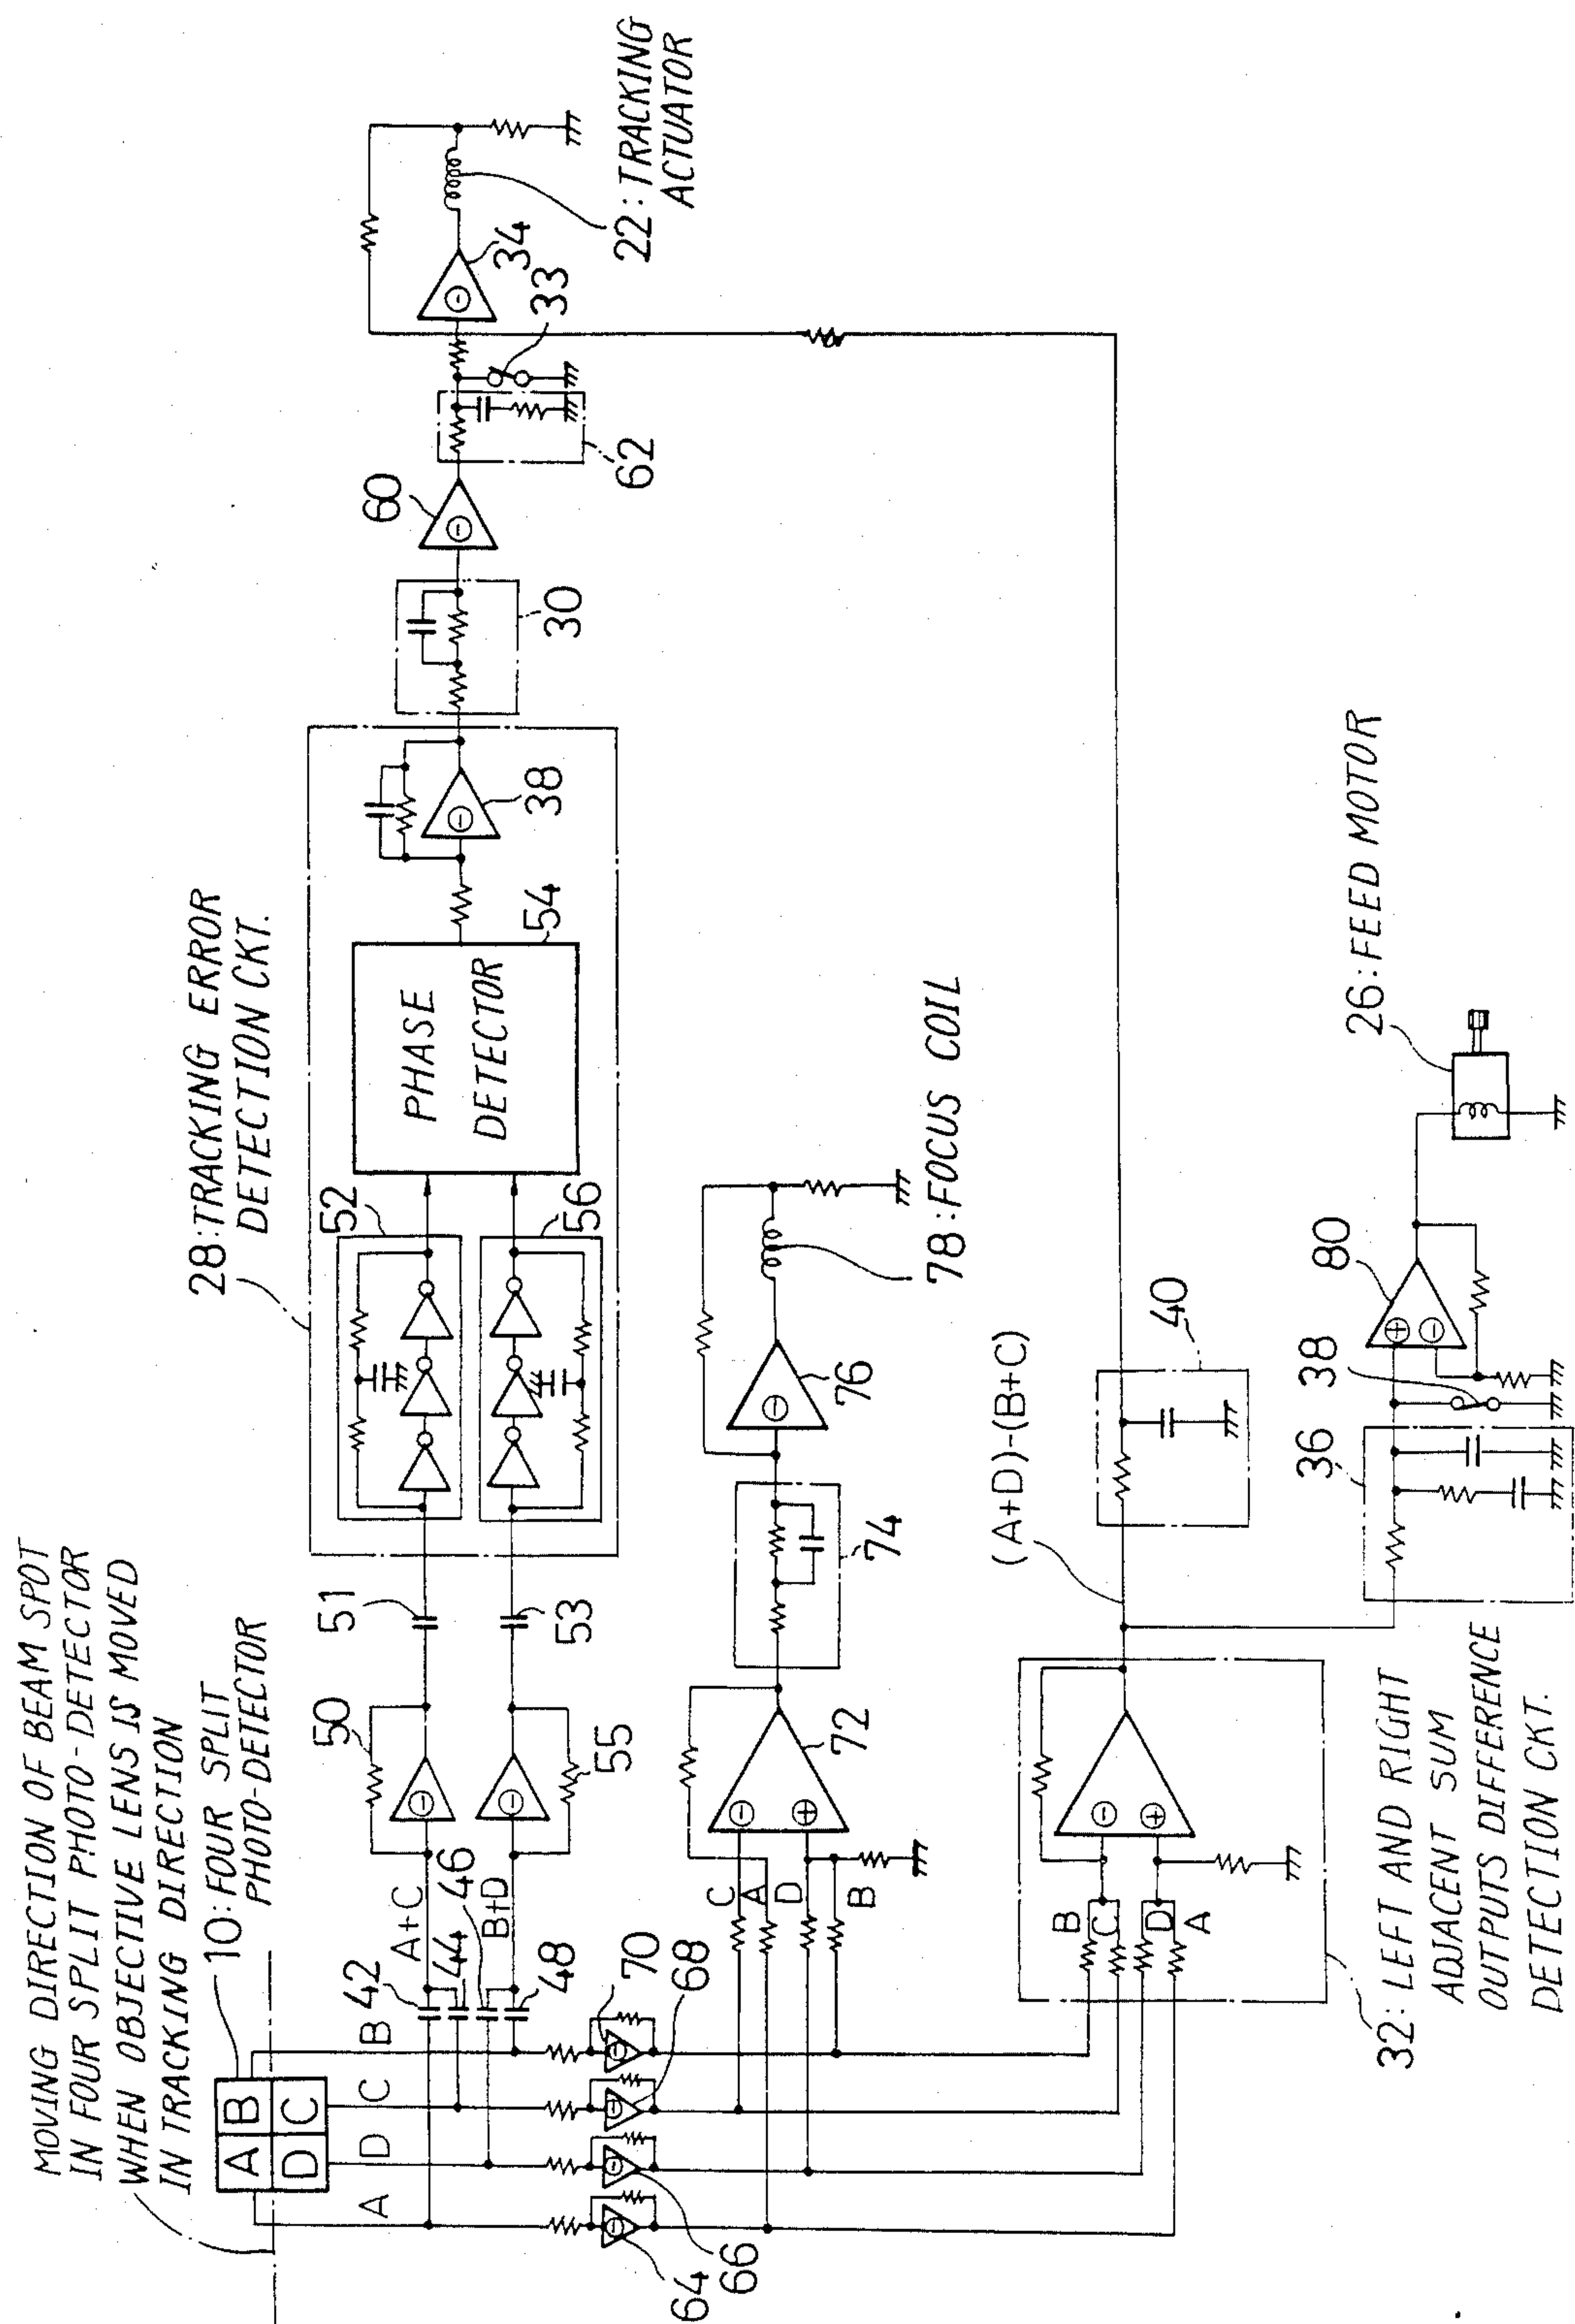 MOVING DIRECTION OF BEAM SPOT
IN FOUR SPLIT PHOTO-DETECTOR
WHEN OBJECTIVE LENS IS MOVED
IN TRACKING DIRECTION
10: FOUR SPLIT
PHOTO-DETECTOR
A B
D C
A
D
C
B
42
44
46
48
A+C
B+D
50
55
51
53
28: TRACKING ERROR
DETECTION CKT.
52
56
PHASE
DETECTOR
54
38
30
60
62
33
34
22: TRACKING
ACTUATOR
64
66
68
70
C
A
D
B
72
74
76
78: FOCUS COIL
B
C
D
A
32: LEFT AND RIGHT
ADJACENT SUM
OUTPUTS DIFFERENCE
DETECTION CKT.
(A+D)-(B+C)
40
36
38
80
26: FEED MOTOR